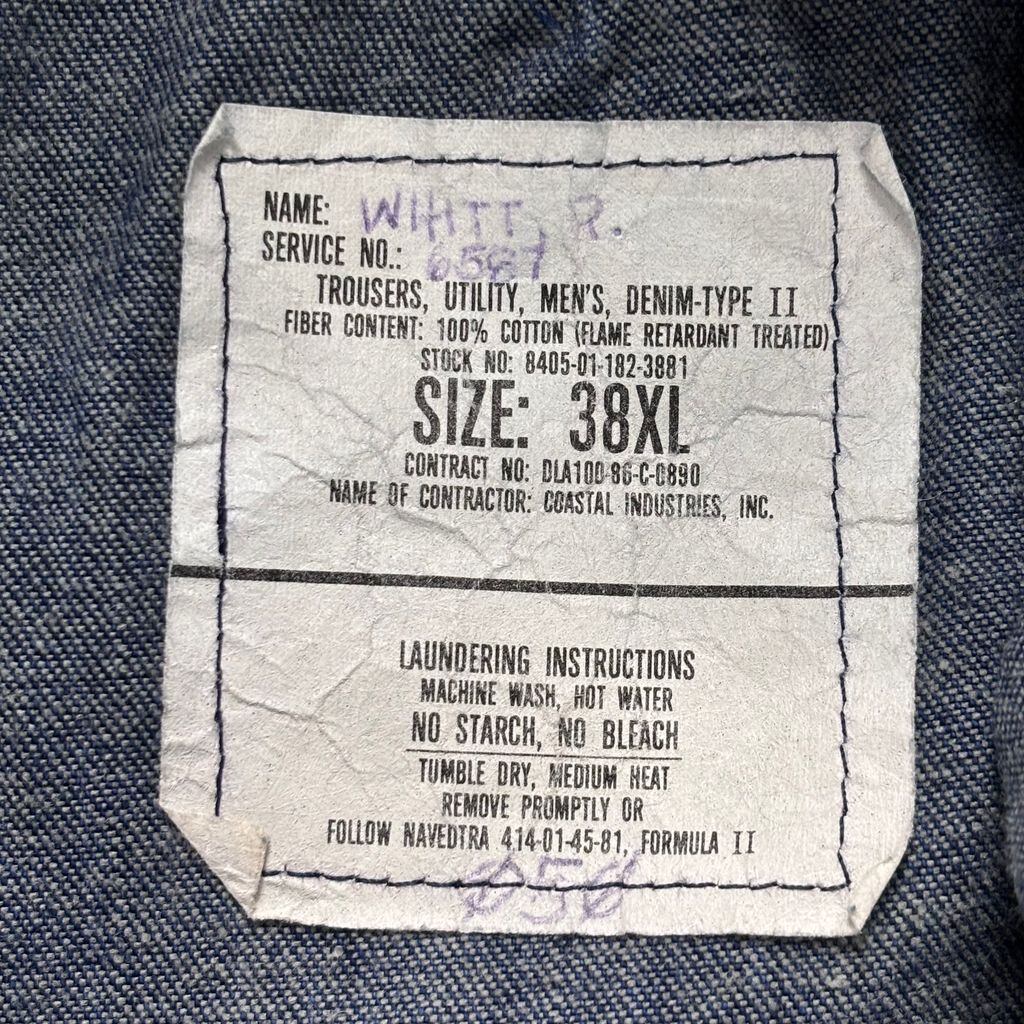 NAME: WHITT, R.
SERVICE NO.: 6567
TROUSERS, UTILITY, MEN'S, DENIM-TYPE II
FIBER CONTENT: 100% COTTON (FLAME RETARDANT TREATED)
STOCK NO: 8405-01-182-3881
SIZE: 38XL
CONTRACT NO: DLA100-86-C-0890
NAME OF CONTRACTOR: COASTAL INDUSTRIES, INC.
LAUNDERING INSTRUCTIONS
MACHINE WASH, HOT WATER
NO STARCH, NO BLEACH
TUMBLE DRY, MEDIUM HEAT
REMOVE PROMPTLY OR
FOLLOW NAVEDTRA 414-01-45-81, FORMULA II